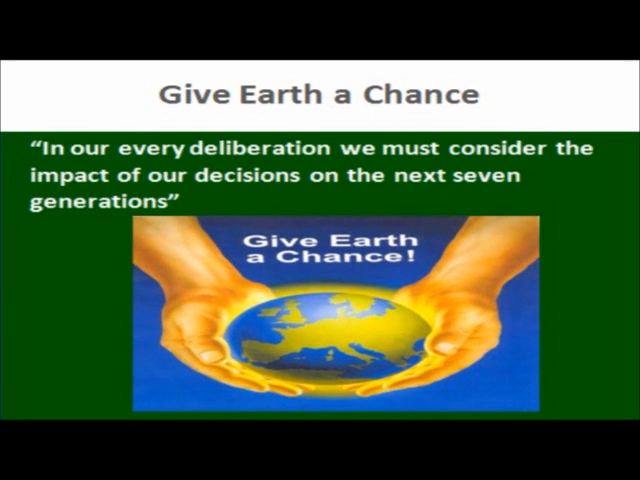 Give Earth a Chance
“In our every deliberation we must consider the
impact of our decisions on the next seven
generations”
Give Earth
a Chance!